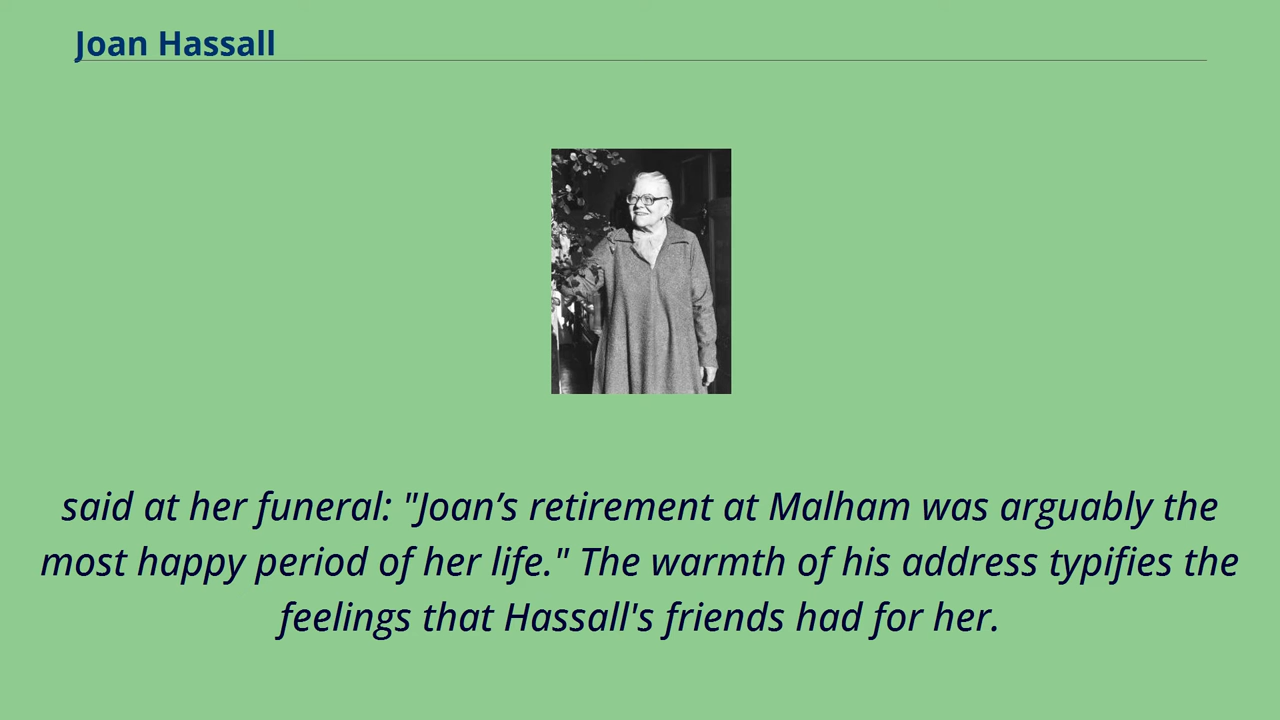 Joan Hassall
said at her funeral: "Joan’s retirement at Malham was arguably the
most happy period of her life." The warmth of his address typifies the
feelings that Hassall's friends had for her.